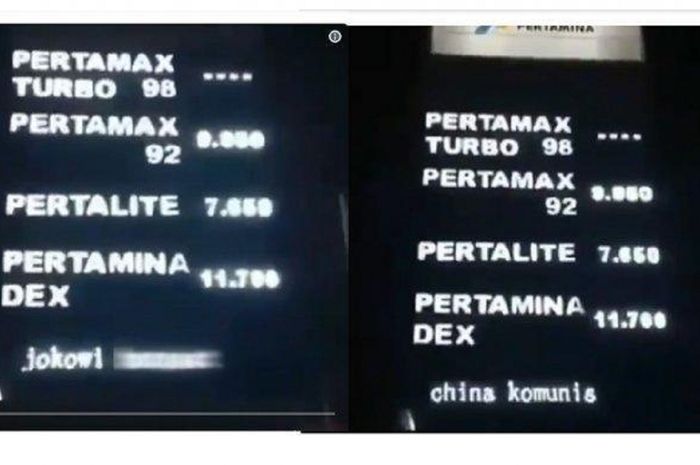 PERTAMAX
TURBO 98 ----
PERTAMAX
92
PERTALITE 7.650
PERTAMINA
DEX 11.700
jokowi
PERTAMINA
PERTAMAX
TURBO 98 ----
PERTAMAX
92
PERTALITE 7.650
PERTAMINA
DEX 11.700
china komunis